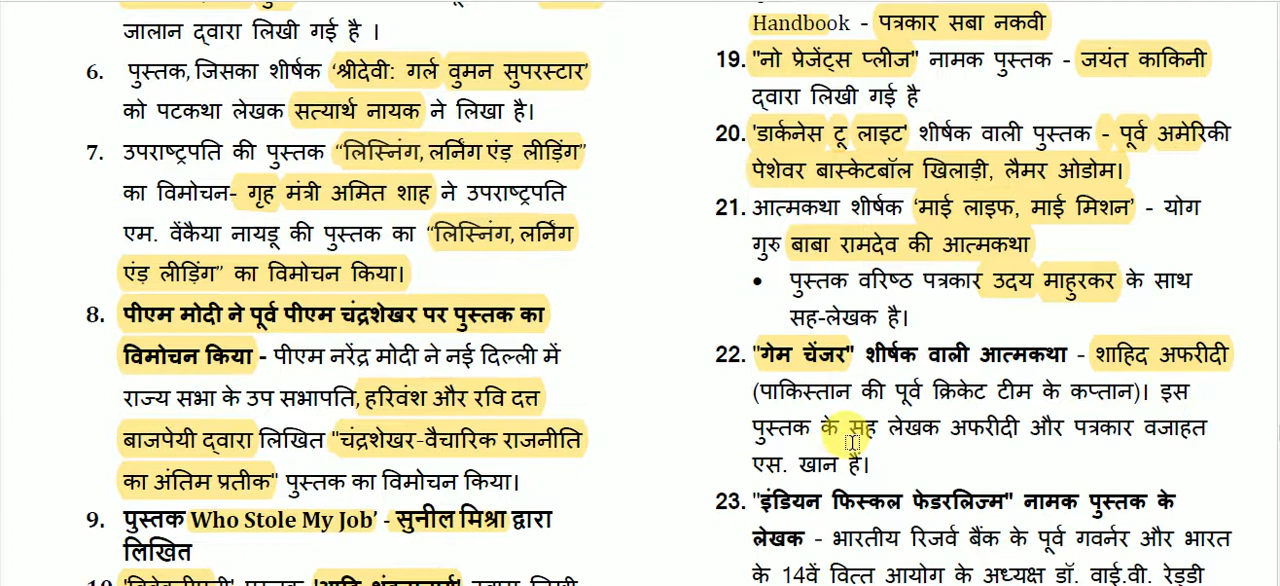 जालान द्वारा लिखी गई है ।
6. पुस्तक,जिसका शीर्षक ‘श्रीदेवी: गर्ल वुमन सुपरस्टार’
को पटकथा लेखक सत्यार्थ नायक ने लिखा है।
7. उपराष्ट्रपति की पुस्तक “लिस्निंग, लर्निंग एंड लीडिंग”
का विमोचन- गृह मंत्री अमित शाह ने उपराष्ट्रपति
एम. वेंकैया नायडू की पुस्तक का “लिस्निंग, लर्निंग
एंड लीडिंग” का विमोचन किया।
8. पीएम मोदी ने पूर्व पीएम चंद्रशेखर पर पुस्तक का
विमोचन किया - पीएम नरेंद्र मोदी ने नई दिल्ली में
राज्य सभा के उप सभापति, हरिवंश और रवि दत्त
बाजपेयी द्वारा लिखित "चंद्रशेखर-वैचारिक राजनीति
का अंतिम प्रतीक" पुस्तक का विमोचन किया।
9. पुस्तक Who Stole My Job’ - सुनील मिश्रा द्वारा
लिखित
Handbook - पत्रकार सबा नकवी
19. "नो प्रेजेंट्स प्लीज" नामक पुस्तक - जयंत काकिनी
द्वारा लिखी गई है
20. 'डार्कनेस टू लाइट' शीर्षक वाली पुस्तक - पूर्व अमेरिकी
पेशेवर बास्केटबॉल खिलाड़ी, लैमर ओडोम।
21. आत्मकथा शीर्षक ‘माई लाइफ, माई मिशन’ - योग
गुरु बाबा रामदेव की आत्मकथा
• पुस्तक वरिष्ठ पत्रकार उदय माहुरकर के साथ
सह-लेखक है।
22. "गेम चेंजर" शीर्षक वाली आत्मकथा - शाहिद अफरीदी
(पाकिस्तान की पूर्व क्रिकेट टीम के कप्तान)। इस
पुस्तक के सह लेखक अफरीदी और पत्रकार वजाहत
एस. खान हैं।
23. "इंडियन फिस्कल फेडरलिज्म" नामक पुस्तक के
लेखक - भारतीय रिजर्व बैंक के पूर्व गवर्नर और भारत
के 14वें वित्त आयोग के अध्यक्ष डॉ. वाई.वी. रेड्डी